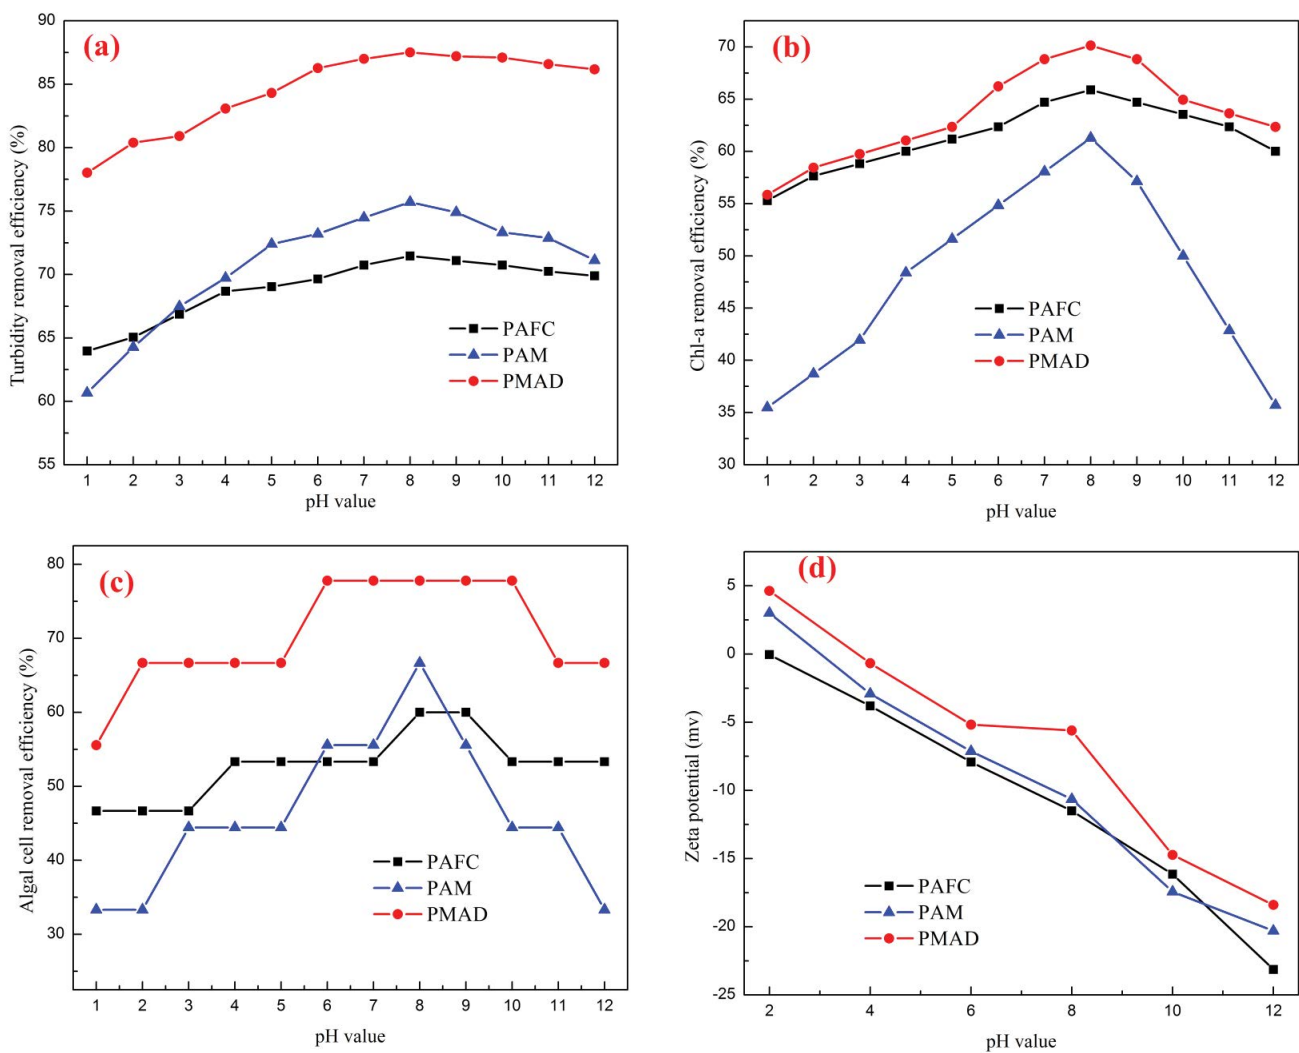 (a)
Turbidity removal efficiency (%)
90
85
80
75
70
65
60
55
PAFC
PAM
PMAD
1 2 3 4 5 6 7 8 9 10 11 12
pH value
(b)
Chl-a removal efficiency (%)
70
65
60
55
50
45
40
35
30
PAFC
PAM
PMAD
1 2 3 4 5 6 7 8 9 10 11 12
pH value
(c)
Algal cell removal efficiency (%)
80
70
60
50
40
30
PAFC
PAM
PMAD
1 2 3 4 5 6 7 8 9 10 11 12
pH value
(d)
Zeta potential (mv)
5
0
-5
-10
-15
-20
-25
PAFC
PAM
PMAD
2 4 6 8 10 12
pH value